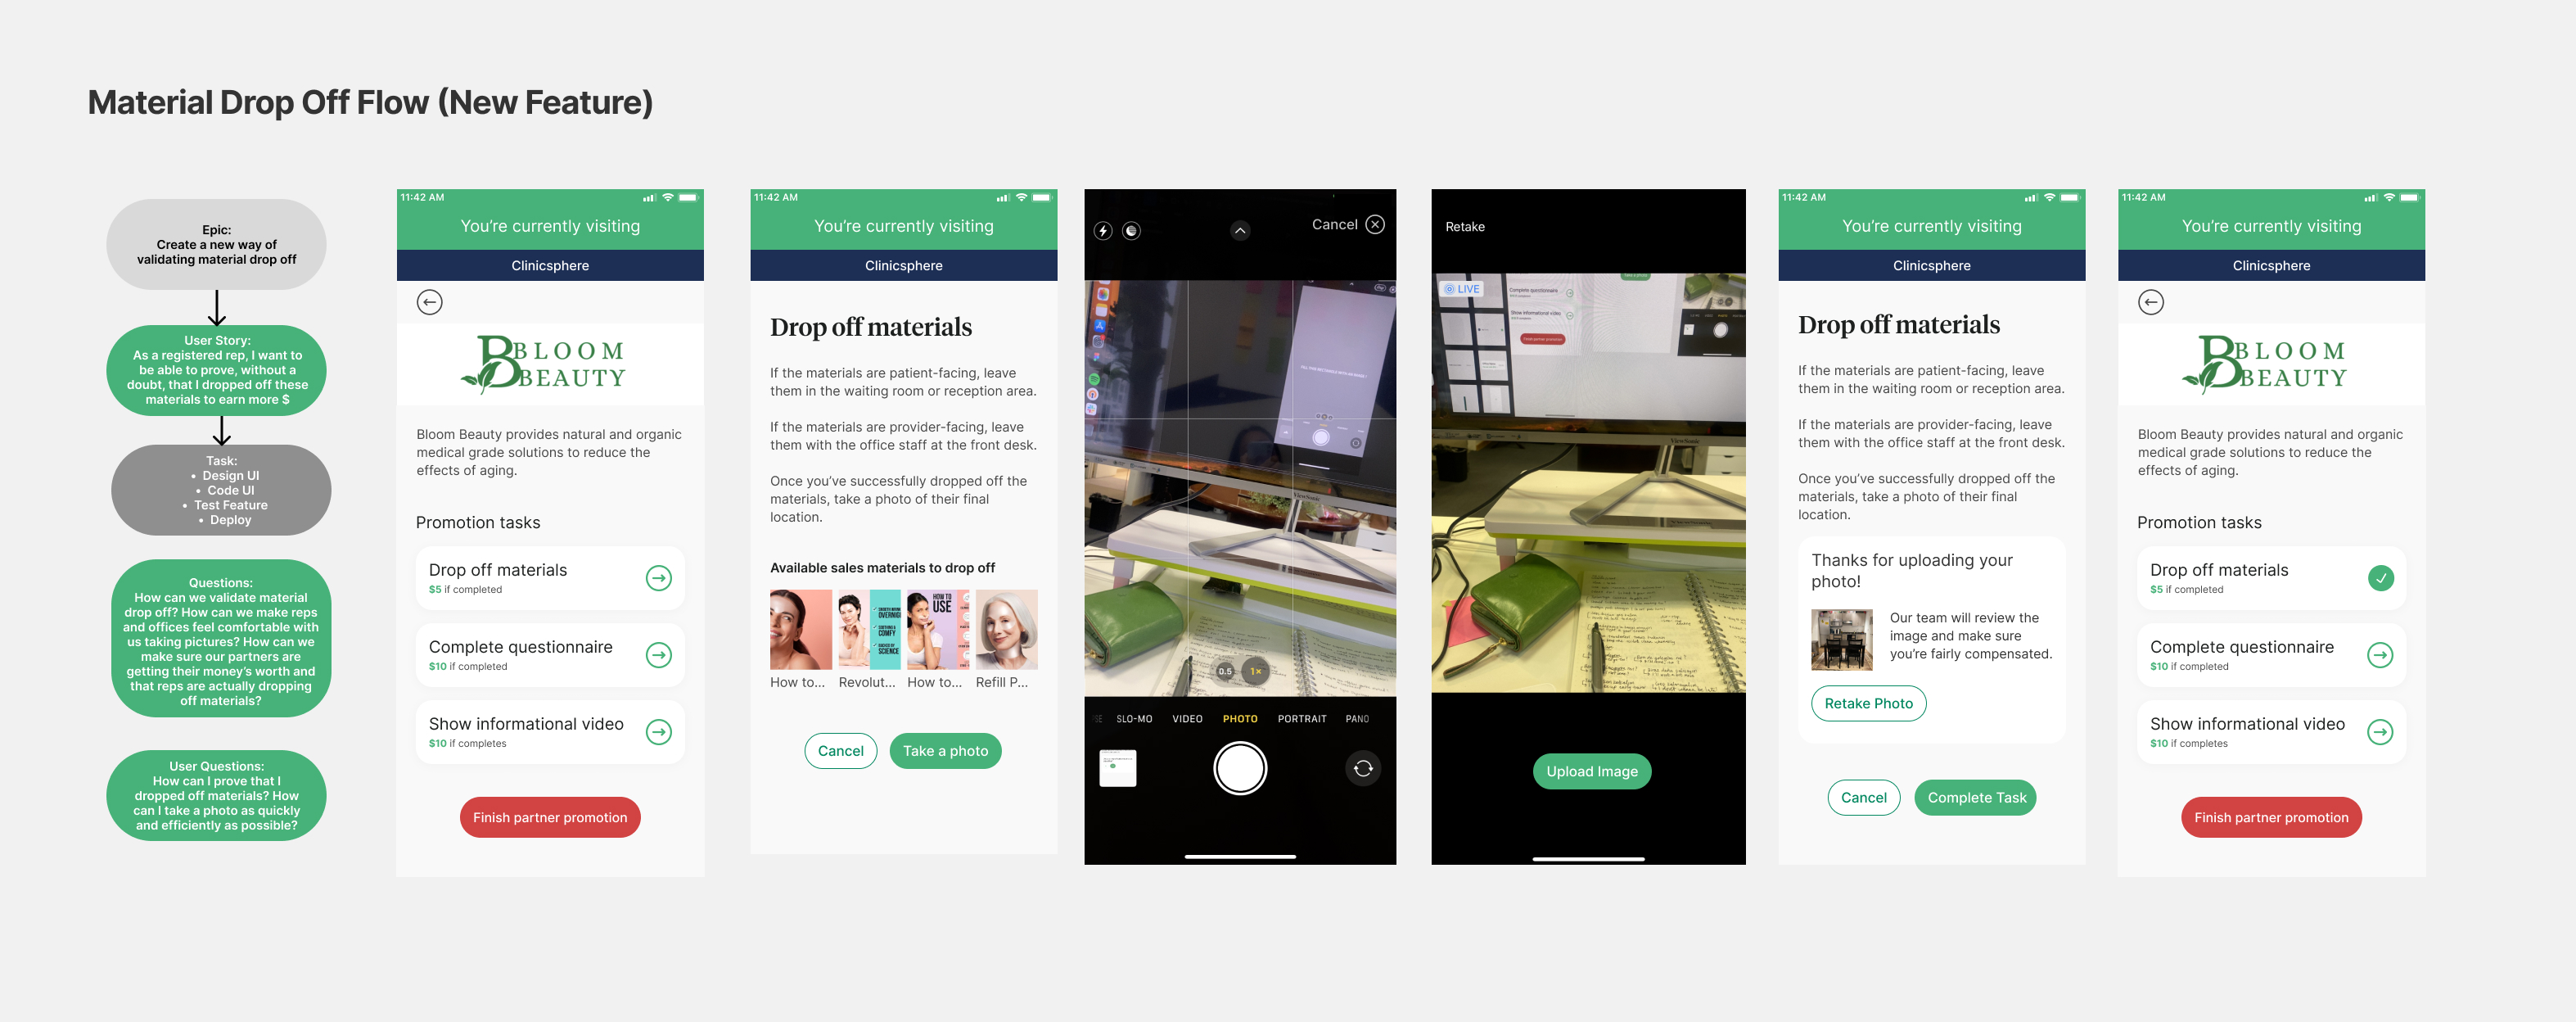 Material Drop Off Flow (New Feature)
Epic:
Create a new way of
validating material drop off
User Story:
As a registered rep, I want to
be able to prove, without a
doubt, that I dropped off these
materials to earn more $
Task:
• Design UI
• Code UI
• Test Feature
• Deploy
Questions:
How can we validate material
drop off? How can we make reps
and offices feel comfortable with
us taking pictures? How can we
make sure our partners are
getting their money's worth and
that reps are actually dropping
off materials?
User Questions:
How can I prove that I
dropped off materials? How
can I take a photo as quickly
and efficiently as possible?
11:42 AM
You're currently visiting
Clinicsphere
BLOOM
BEAUTY
Bloom Beauty provides natural and organic
medical grade solutions to reduce the
effects of aging.
Promotion tasks
Drop off materials
$5 if completed
Complete questionnaire
$10 if completed
Show informational video
$10 if completes
Finish partner promotion
11:42 AM
You're currently visiting
Clinicsphere
Drop off materials
If the materials are patient-facing, leave
them in the waiting room or reception area.
If the materials are provider-facing, leave
them with the office staff at the front desk.
Once you've successfully dropped off the
materials, take a photo of their final
location.
Available sales materials to drop off
OVERNIGH
COMFY
SCIENCE
HOW TO
USE
How to...
Revolut...
How to...
Refill P...
Cancel
Take a photo
Cancel
ViewSonic
0.5
1×
SLO-MO
VIDEO
PHOTO
PORTRAIT
PANO
Retake
LIVE
Complete questionnaire
Show informational video
ViewSonic
Upload Image
11:42 AM
You're currently visiting
Clinicsphere
Drop off materials
If the materials are patient-facing, leave
them in the waiting room or reception area.
If the materials are provider-facing, leave
them with the office staff at the front desk.
Once you've successfully dropped off the
materials, take a photo of their final
location.
Thanks for uploading your
photo!
Our team will review the
image and make sure
you're fairly compensated.
Retake Photo
Cancel
Complete Task
11:42 AM
You're currently visiting
Clinicsphere
BLOOM
BEAUTY
Bloom Beauty provides natural and organic
medical grade solutions to reduce the
effects of aging.
Promotion tasks
Drop off materials
$5 if completed
Complete questionnaire
$10 if completed
Show informational video
$10 if completes
Finish partner promotion